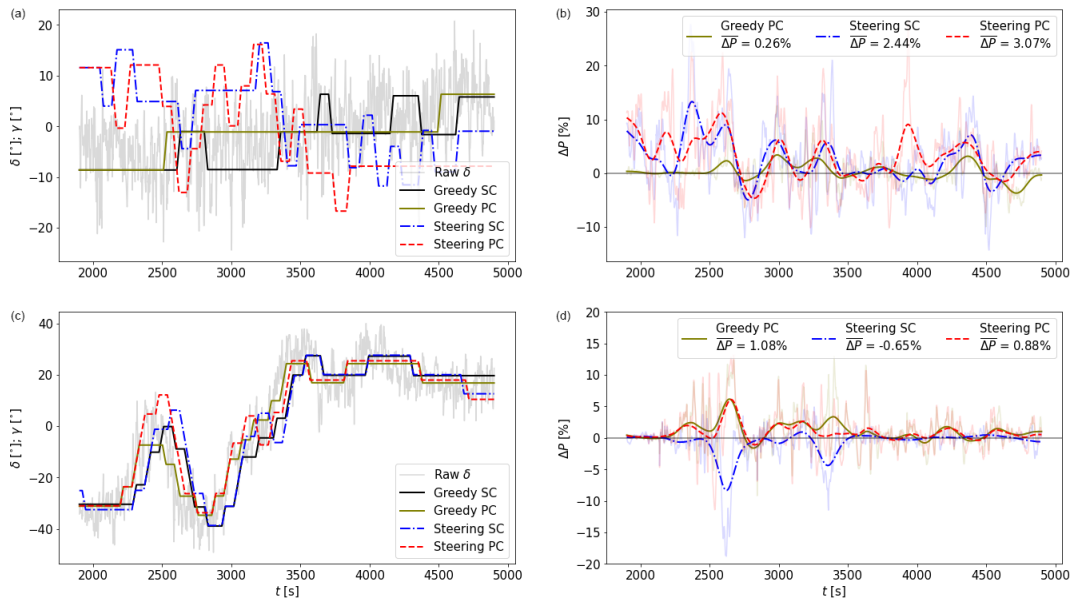 (a)
20
10
0
−10
−20
δ [°]; γ [°]
2000 2500 3000 3500 4000 4500 5000
Raw δ
Greedy SC
Greedy PC
Steering SC
Steering PC
(b)
30
20
10
0
−10
ΔP [%]
2000 2500 3000 3500 4000 4500 5000
Greedy PC Steering SC Steering PC
ΔP = 0.26% ΔP = 2.44% ΔP = 3.07%
(c)
40
20
0
−20
−40
δ [°]; γ [°]
2000 2500 3000 3500 4000 4500 5000
t [s]
Raw δ
Greedy SC
Greedy PC
Steering SC
Steering PC
(d)
20
15
10
5
0
−5
−10
−15
−20
ΔP [%]
2000 2500 3000 3500 4000 4500 5000
t [s]
Greedy PC Steering SC Steering PC
ΔP = 1.08% ΔP = -0.65% ΔP = 0.88%